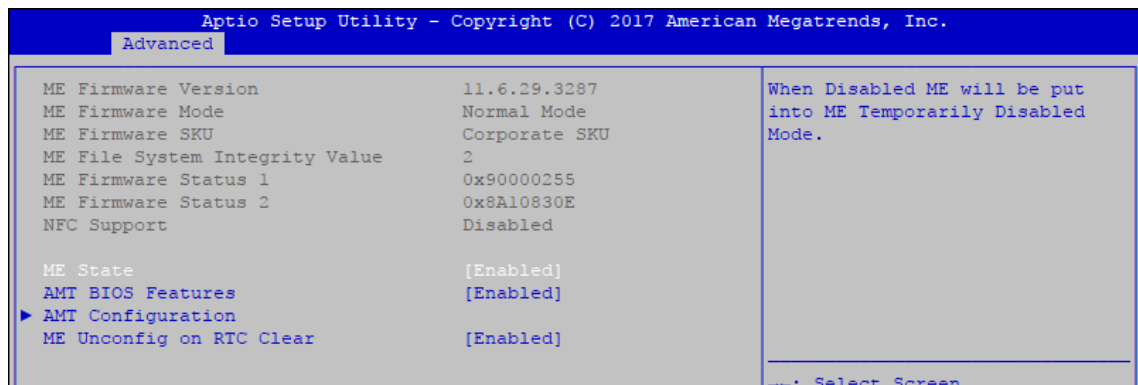 Aptio Setup Utility - Copyright (C) 2017 American Megatrends, Inc.
Advanced
ME Firmware Version 11.6.29.3287
ME Firmware Mode Normal Mode
ME Firmware SKU Corporate SKU
ME File System Integrity Value 2
ME Firmware Status 1 0x90000255
ME Firmware Status 2 0x8A10830E
NFC Support Disabled
ME State [Enabled]
AMT BIOS Features [Enabled]
► AMT Configuration
ME Unconfig on RTC Clear [Enabled]
When Disabled ME will be put
into ME Temporarily Disabled
Mode.
: Select Screen